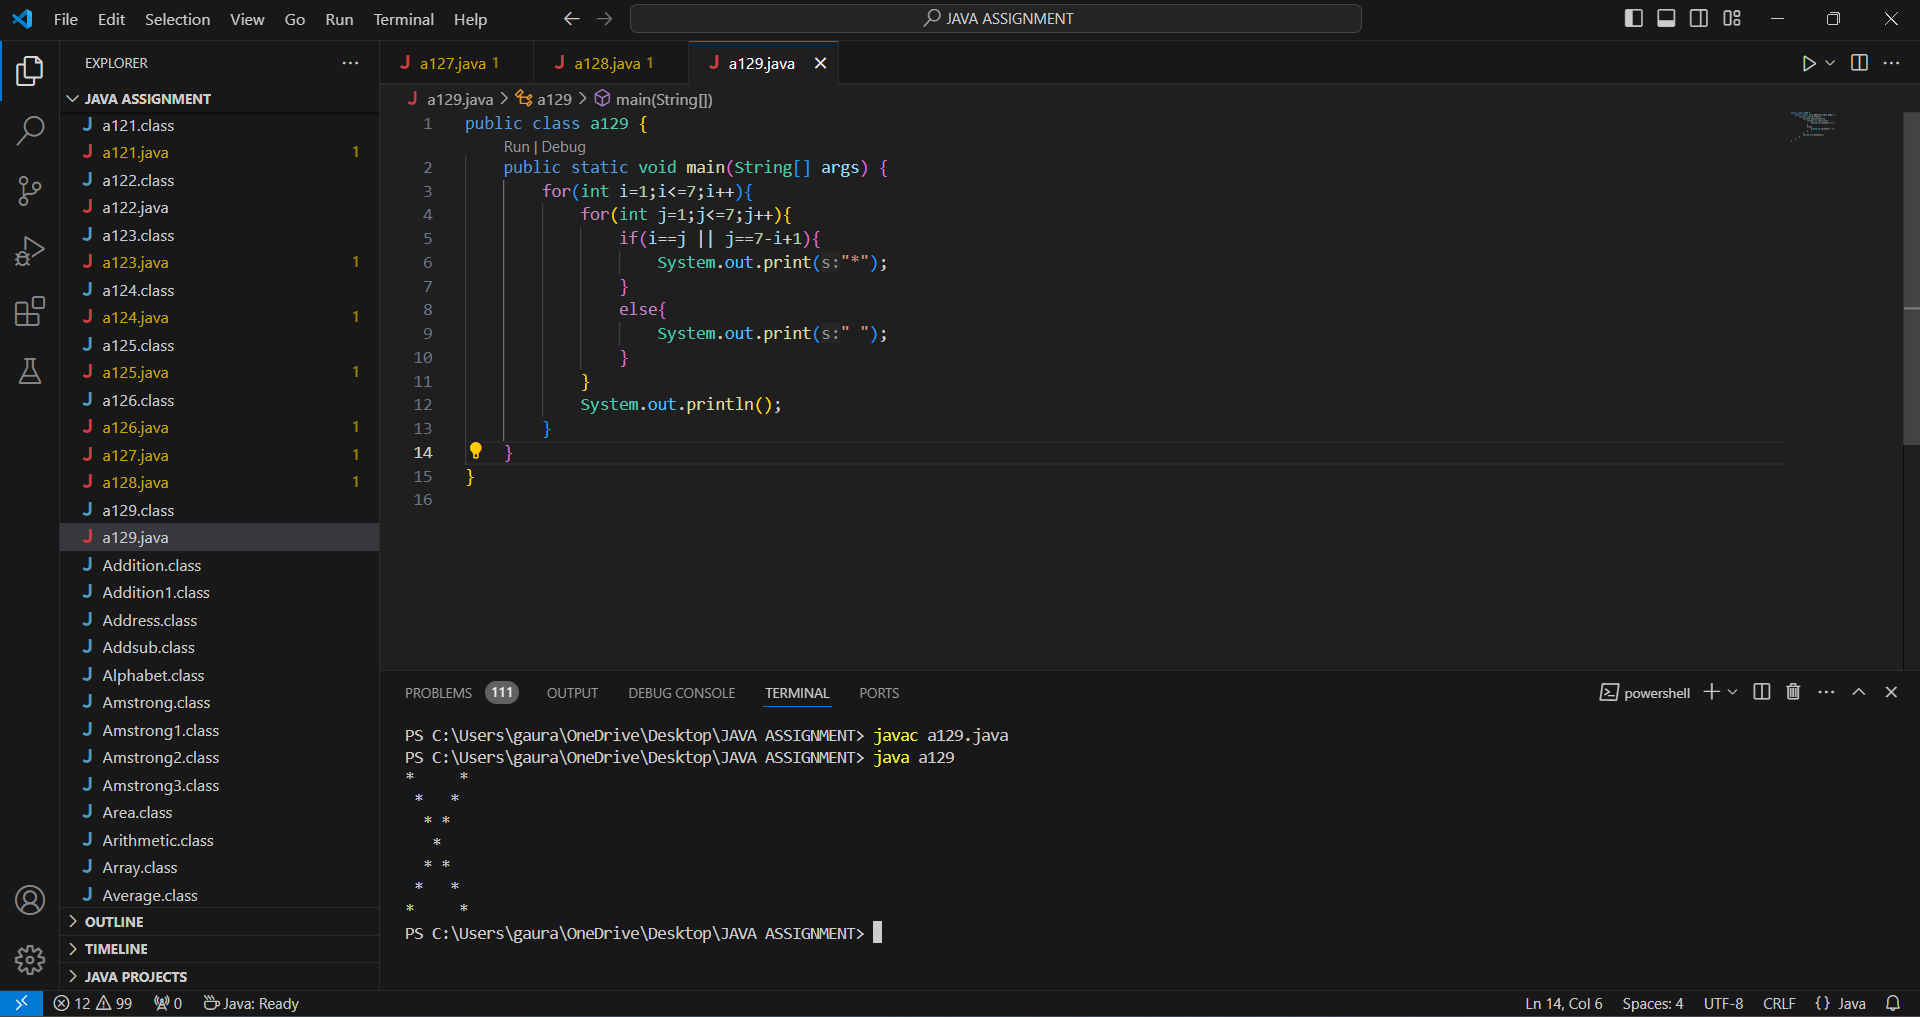 File Edit Selection View Go Run Terminal Help
JAVA ASSIGNMENT
EXPLORER
JAVA ASSIGNMENT
J a121.class
J a121.java 1
J a122.class
J a122.java
J a123.class
J a123.java 1
J a124.class
J a124.java 1
J a125.class
J a125.java 1
J a126.class
J a126.java 1
J a127.java 1
J a128.java 1
J a129.class
J a129.java
J Addition.class
J Addition1.class
J Address.class
J Addsub.class
J Alphabet.class
J Amstrong.class
J Amstrong1.class
J Amstrong2.class
J Amstrong3.class
J Area.class
J Arithmetic.class
J Array.class
J Average.class
OUTLINE
TIMELINE
JAVA PROJECTS
J a127.java 1 J a128.java 1 J a129.java
J a129.java > a129 > main(String[])
1 public class a129 {
Run | Debug
2 public static void main(String[] args) {
3 for(int i=1;i<=7;i++){
4 for(int j=1;j<=7;j++){
5 if(i==j || j==7-i+1){
6 System.out.print(s:"*");
7 }
8 else{
9 System.out.print(s:" ");
10 }
11 }
12 System.out.println();
13 }
14 }
15 }
16
PROBLEMS 111 OUTPUT DEBUG CONSOLE TERMINAL PORTS powershell
PS C:\Users\gaura\OneDrive\Desktop\JAVA ASSIGNMENT> javac a129.java
PS C:\Users\gaura\OneDrive\Desktop\JAVA ASSIGNMENT> java a129
*     *
 *   *
  * *
   *
  * *
 *   *
*     *
PS C:\Users\gaura\OneDrive\Desktop\JAVA ASSIGNMENT>
12 99 0 Java: Ready Ln 14, Col 6 Spaces: 4 UTF-8 CRLF {} Java